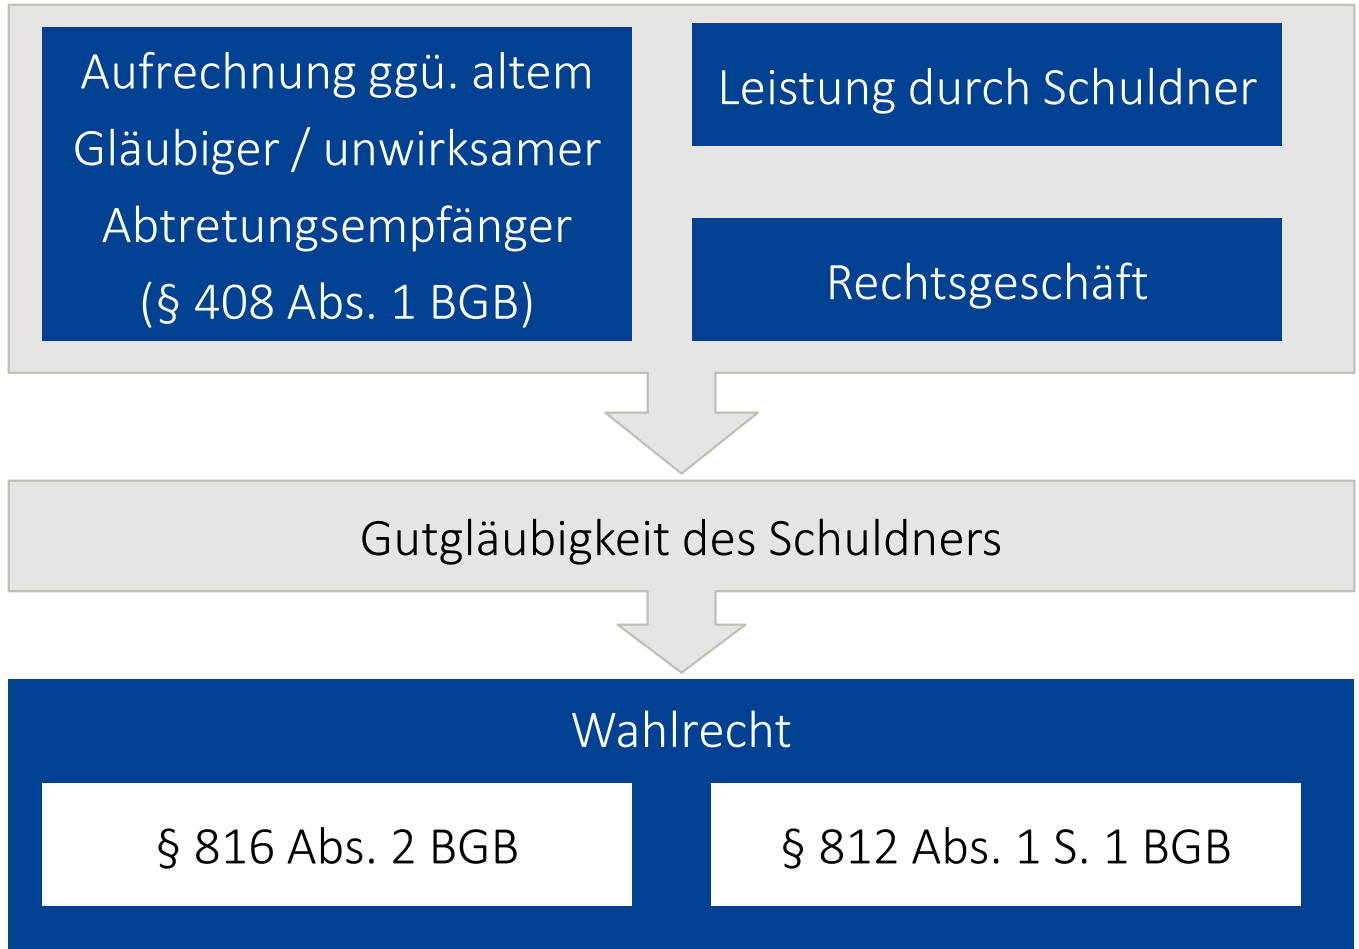 Aufrechnung ggü. altem
Gläubiger / unwirksamer
Abtretungsempfänger
(§ 408 Abs. 1 BGB)
Leistung durch Schuldner
Rechtsgeschäft
Gutgläubigkeit des Schuldners
Wahlrecht
§ 816 Abs. 2 BGB
§ 812 Abs. 1 S. 1 BGB